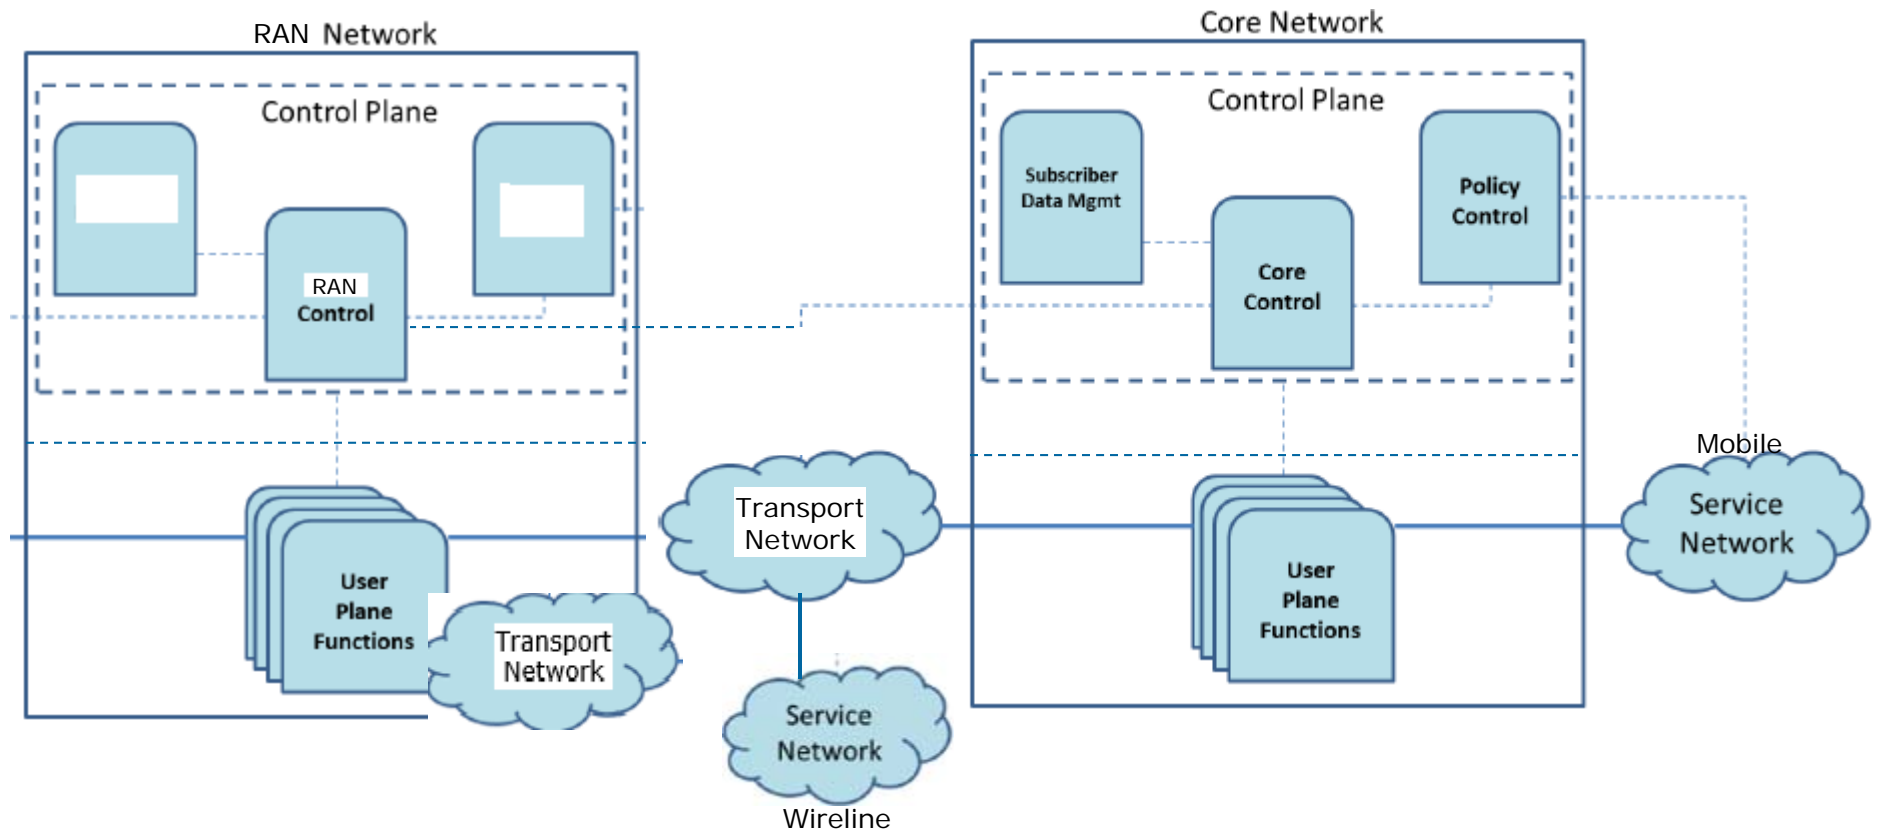 RAN Network
Control Plane
RAN
Control
User
Plane
Functions
Transport
Network
Transport
Network
Service
Network
Wireline
Core Network
Control Plane
Subscriber
Data Mgmt
Policy
Control
Core
Control
User
Plane
Functions
Mobile
Service
Network